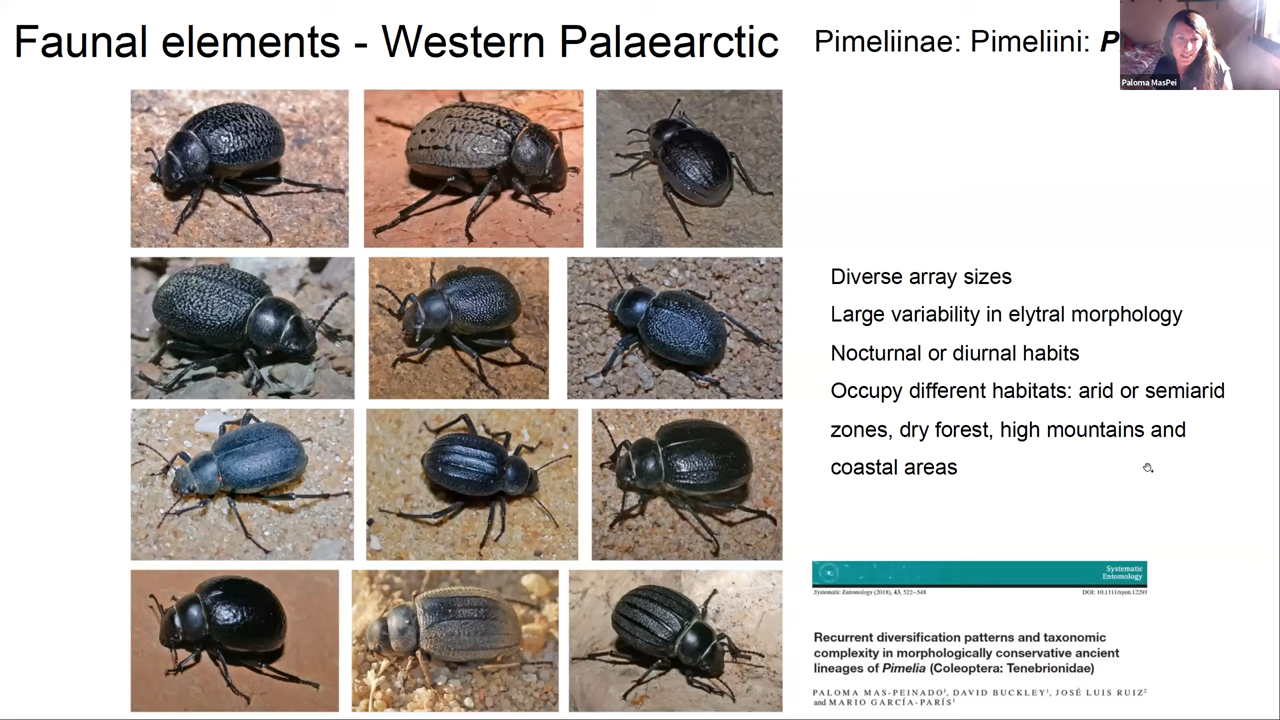 Faunal elements - Western Palaearctic
Pimeliinae: Pimeliini: P
Paloma MasPei
Diverse array sizes
Large variability in elytral morphology
Nocturnal or diurnal habits
Occupy different habitats: arid or semiarid
zones, dry forest, high mountains and
coastal areas
Systematic
Entomology
Systematic Entomology (2018), 43, 522–548
DOI: 10.1111/syen.12291
Recurrent diversification patterns and taxonomic
complexity in morphologically conservative ancient
lineages of Pimelia (Coleoptera: Tenebrionidae)
PALOMA MAS-PEINADO1, DAVID BUCKLEY1, JOSÉ LUIS RUIZ2
and MARIO GARCÍA-PARÍS1